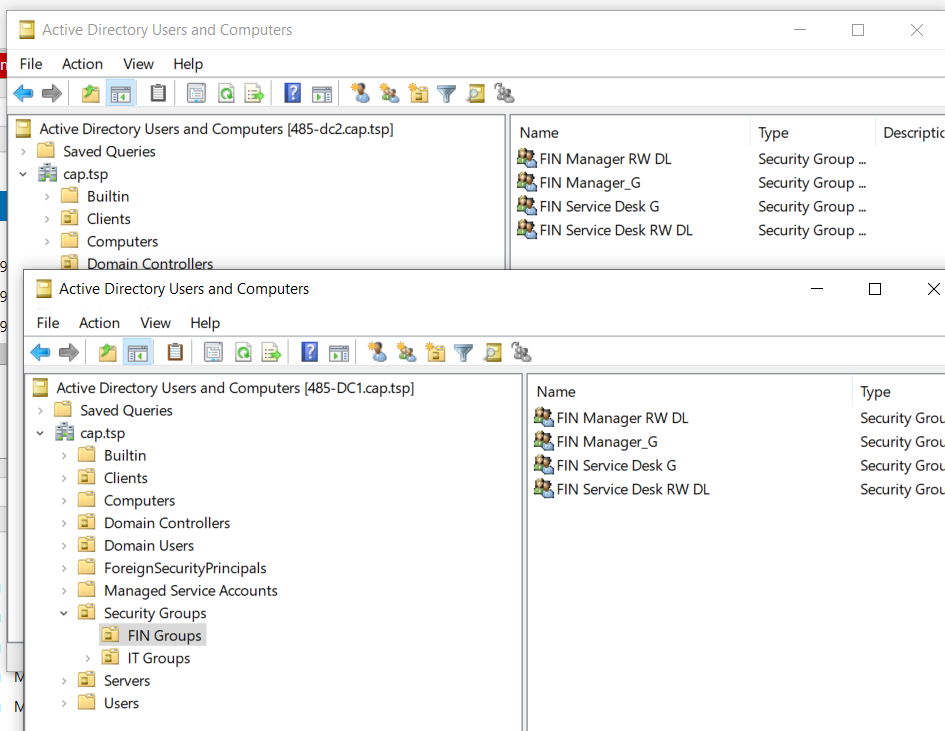 Active Directory Users and Computers
File Action View Help
Active Directory Users and Computers [485-dc2.cap.tsp]
Saved Queries
cap.tsp
Builtin
Clients
Computers
Domain Controllers
Name Type Descriptio
FIN Manager RW DL Security Group ...
FIN Manager_G Security Group ...
FIN Service Desk G Security Group ...
FIN Service Desk RW DL Security Group ...
Active Directory Users and Computers
File Action View Help
Active Directory Users and Computers [485-DC1.cap.tsp]
Saved Queries
cap.tsp
Builtin
Clients
Computers
Domain Controllers
Domain Users
ForeignSecurityPrincipals
Managed Service Accounts
Security Groups
FIN Groups
IT Groups
Servers
Users
Name Type
FIN Manager RW DL Security Grou
FIN Manager_G Security Grou
FIN Service Desk G Security Grou
FIN Service Desk RW DL Security Grou
9
9
9
M
M